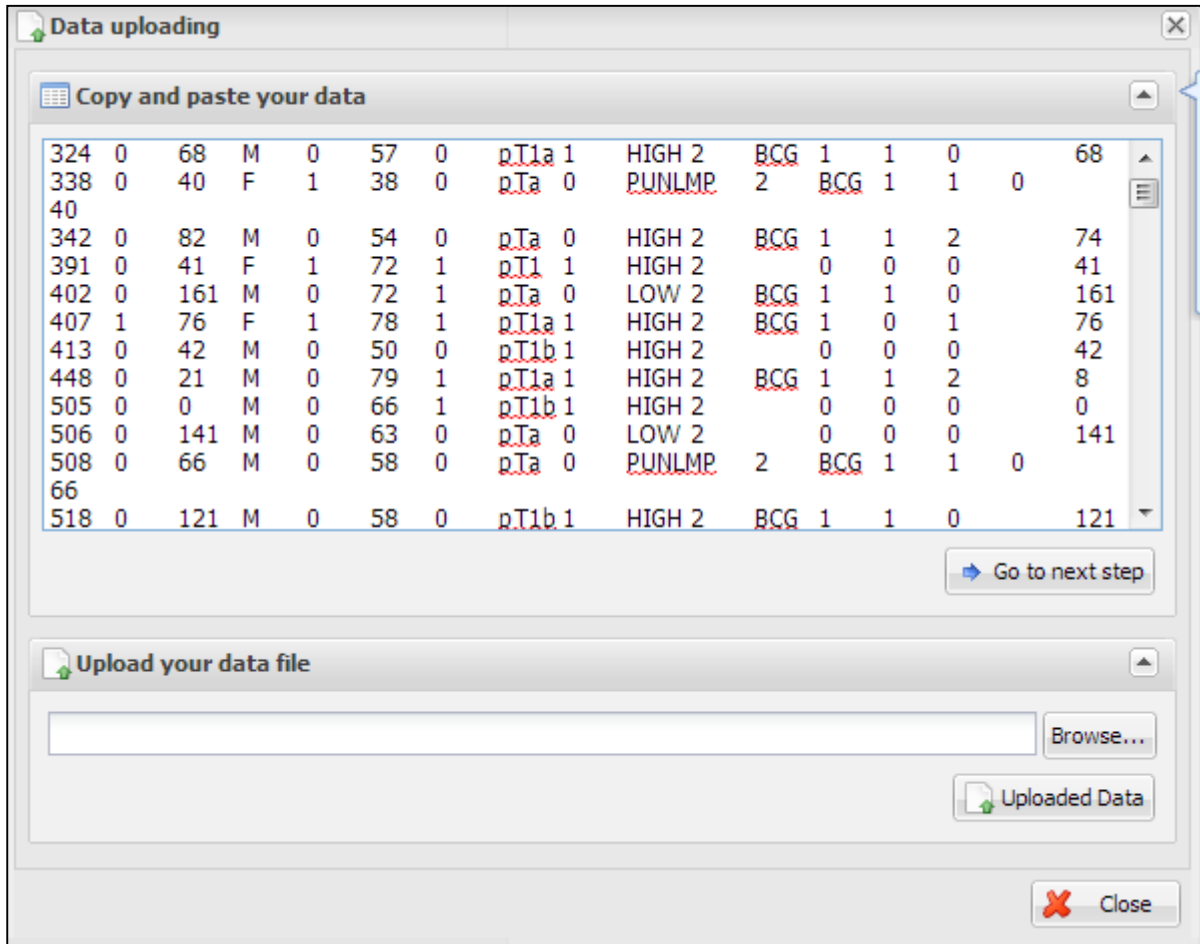 Data uploading
Copy and paste your data
324 0 68 M 0 57 0 pT1a 1 HIGH 2 BCG 1 1 0 68
338 0 40 F 1 38 0 pTa 0 PUNLMP 2 BCG 1 1 0
40
342 0 82 M 0 54 0 pTa 0 HIGH 2 BCG 1 1 2 74
391 0 41 F 1 72 1 pT1 1 HIGH 2 0 0 0 41
402 0 161 M 0 72 1 pTa 0 LOW 2 BCG 1 1 0 161
407 1 76 F 1 78 1 pT1a 1 HIGH 2 BCG 1 0 1 76
413 0 42 M 0 50 0 pT1b 1 HIGH 2 0 0 0 42
448 0 21 M 0 79 1 pT1a 1 HIGH 2 BCG 1 1 2 8
505 0 0 M 0 66 1 pT1b 1 HIGH 2 0 0 0 0
506 0 141 M 0 63 0 pTa 0 LOW 2 0 0 0 141
508 0 66 M 0 58 0 pTa 0 PUNLMP 2 BCG 1 1 0
66
518 0 121 M 0 58 0 pT1b 1 HIGH 2 BCG 1 1 0 121
Go to next step
Upload your data file
Browse...
Uploaded Data
Close